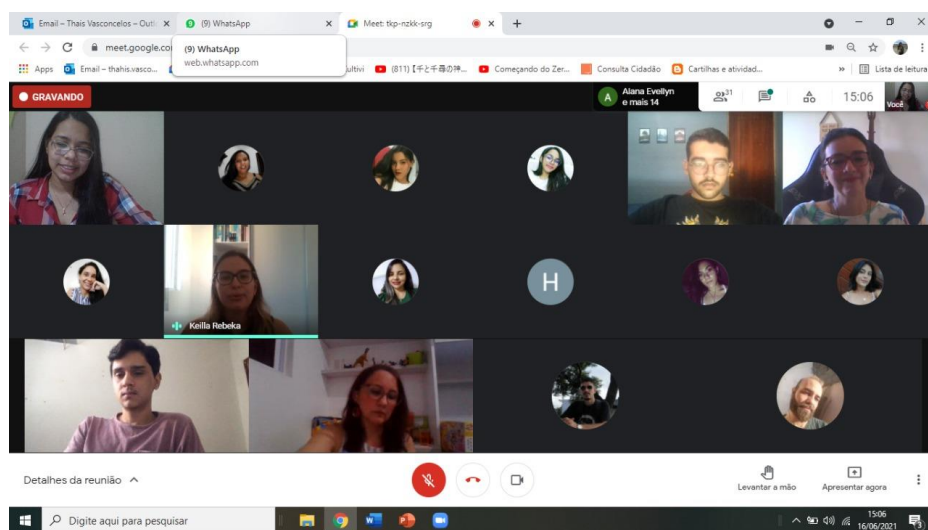 Email – Thais Vasconcelos – Outl
(9) WhatsApp
Meet: tkp-nzkk-srg
meet.google.co
(9) WhatsApp
web.whatsapp.com
Apps
Email – thahis.vasco...
ultivi
(811)【千と千尋の神...
Começando do Zer...
Consulta Cidadão
Cartilhas e atividad...
»
Lista de leitura
GRAVANDO
A
Alana Evellyn
e mais 14
31
15:06
Você
Keilla Rebeka
H
Detalhes da reunião
Levantar a mão
Apresentar agora
Digite aqui para pesquisar
15:06
16/06/2021
3